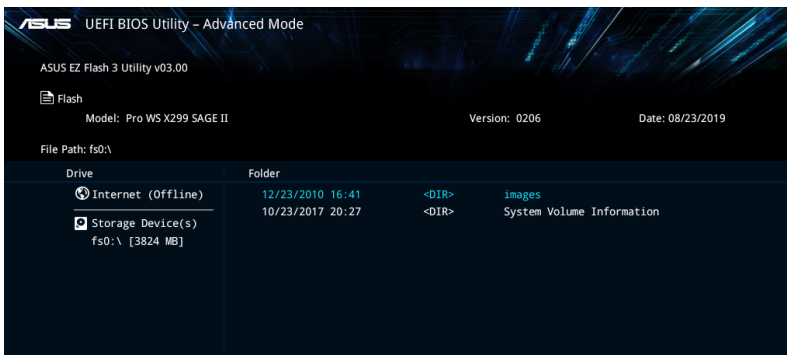 ASUS UEFI BIOS Utility – Advanced Mode
ASUS EZ Flash 3 Utility v03.00
Flash
Model: Pro WS X299 SAGE II Version: 0206 Date: 08/23/2019
File Path: fs0:\
Drive Folder
Internet (Offline) 12/23/2010 16:41 <DIR> images
10/23/2017 20:27 <DIR> System Volume Information
Storage Device(s)
fs0:\ [3824 MB]